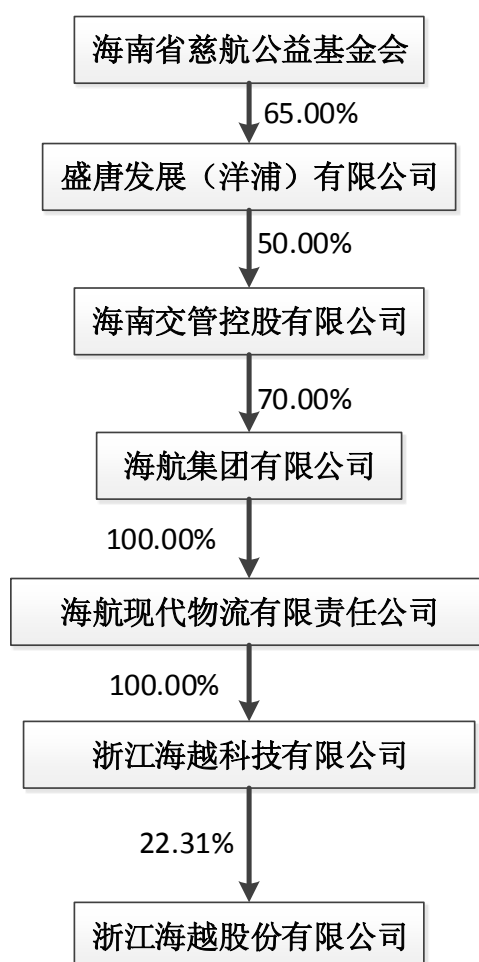 海南省慈航公益基金会
65.00%
盛唐发展（洋浦）有限公司
50.00%
海南交管控股有限公司
70.00%
海航集团有限公司
100.00%
海航现代物流有限责任公司
100.00%
浙江海越科技有限公司
22.31%
浙江海越股份有限公司